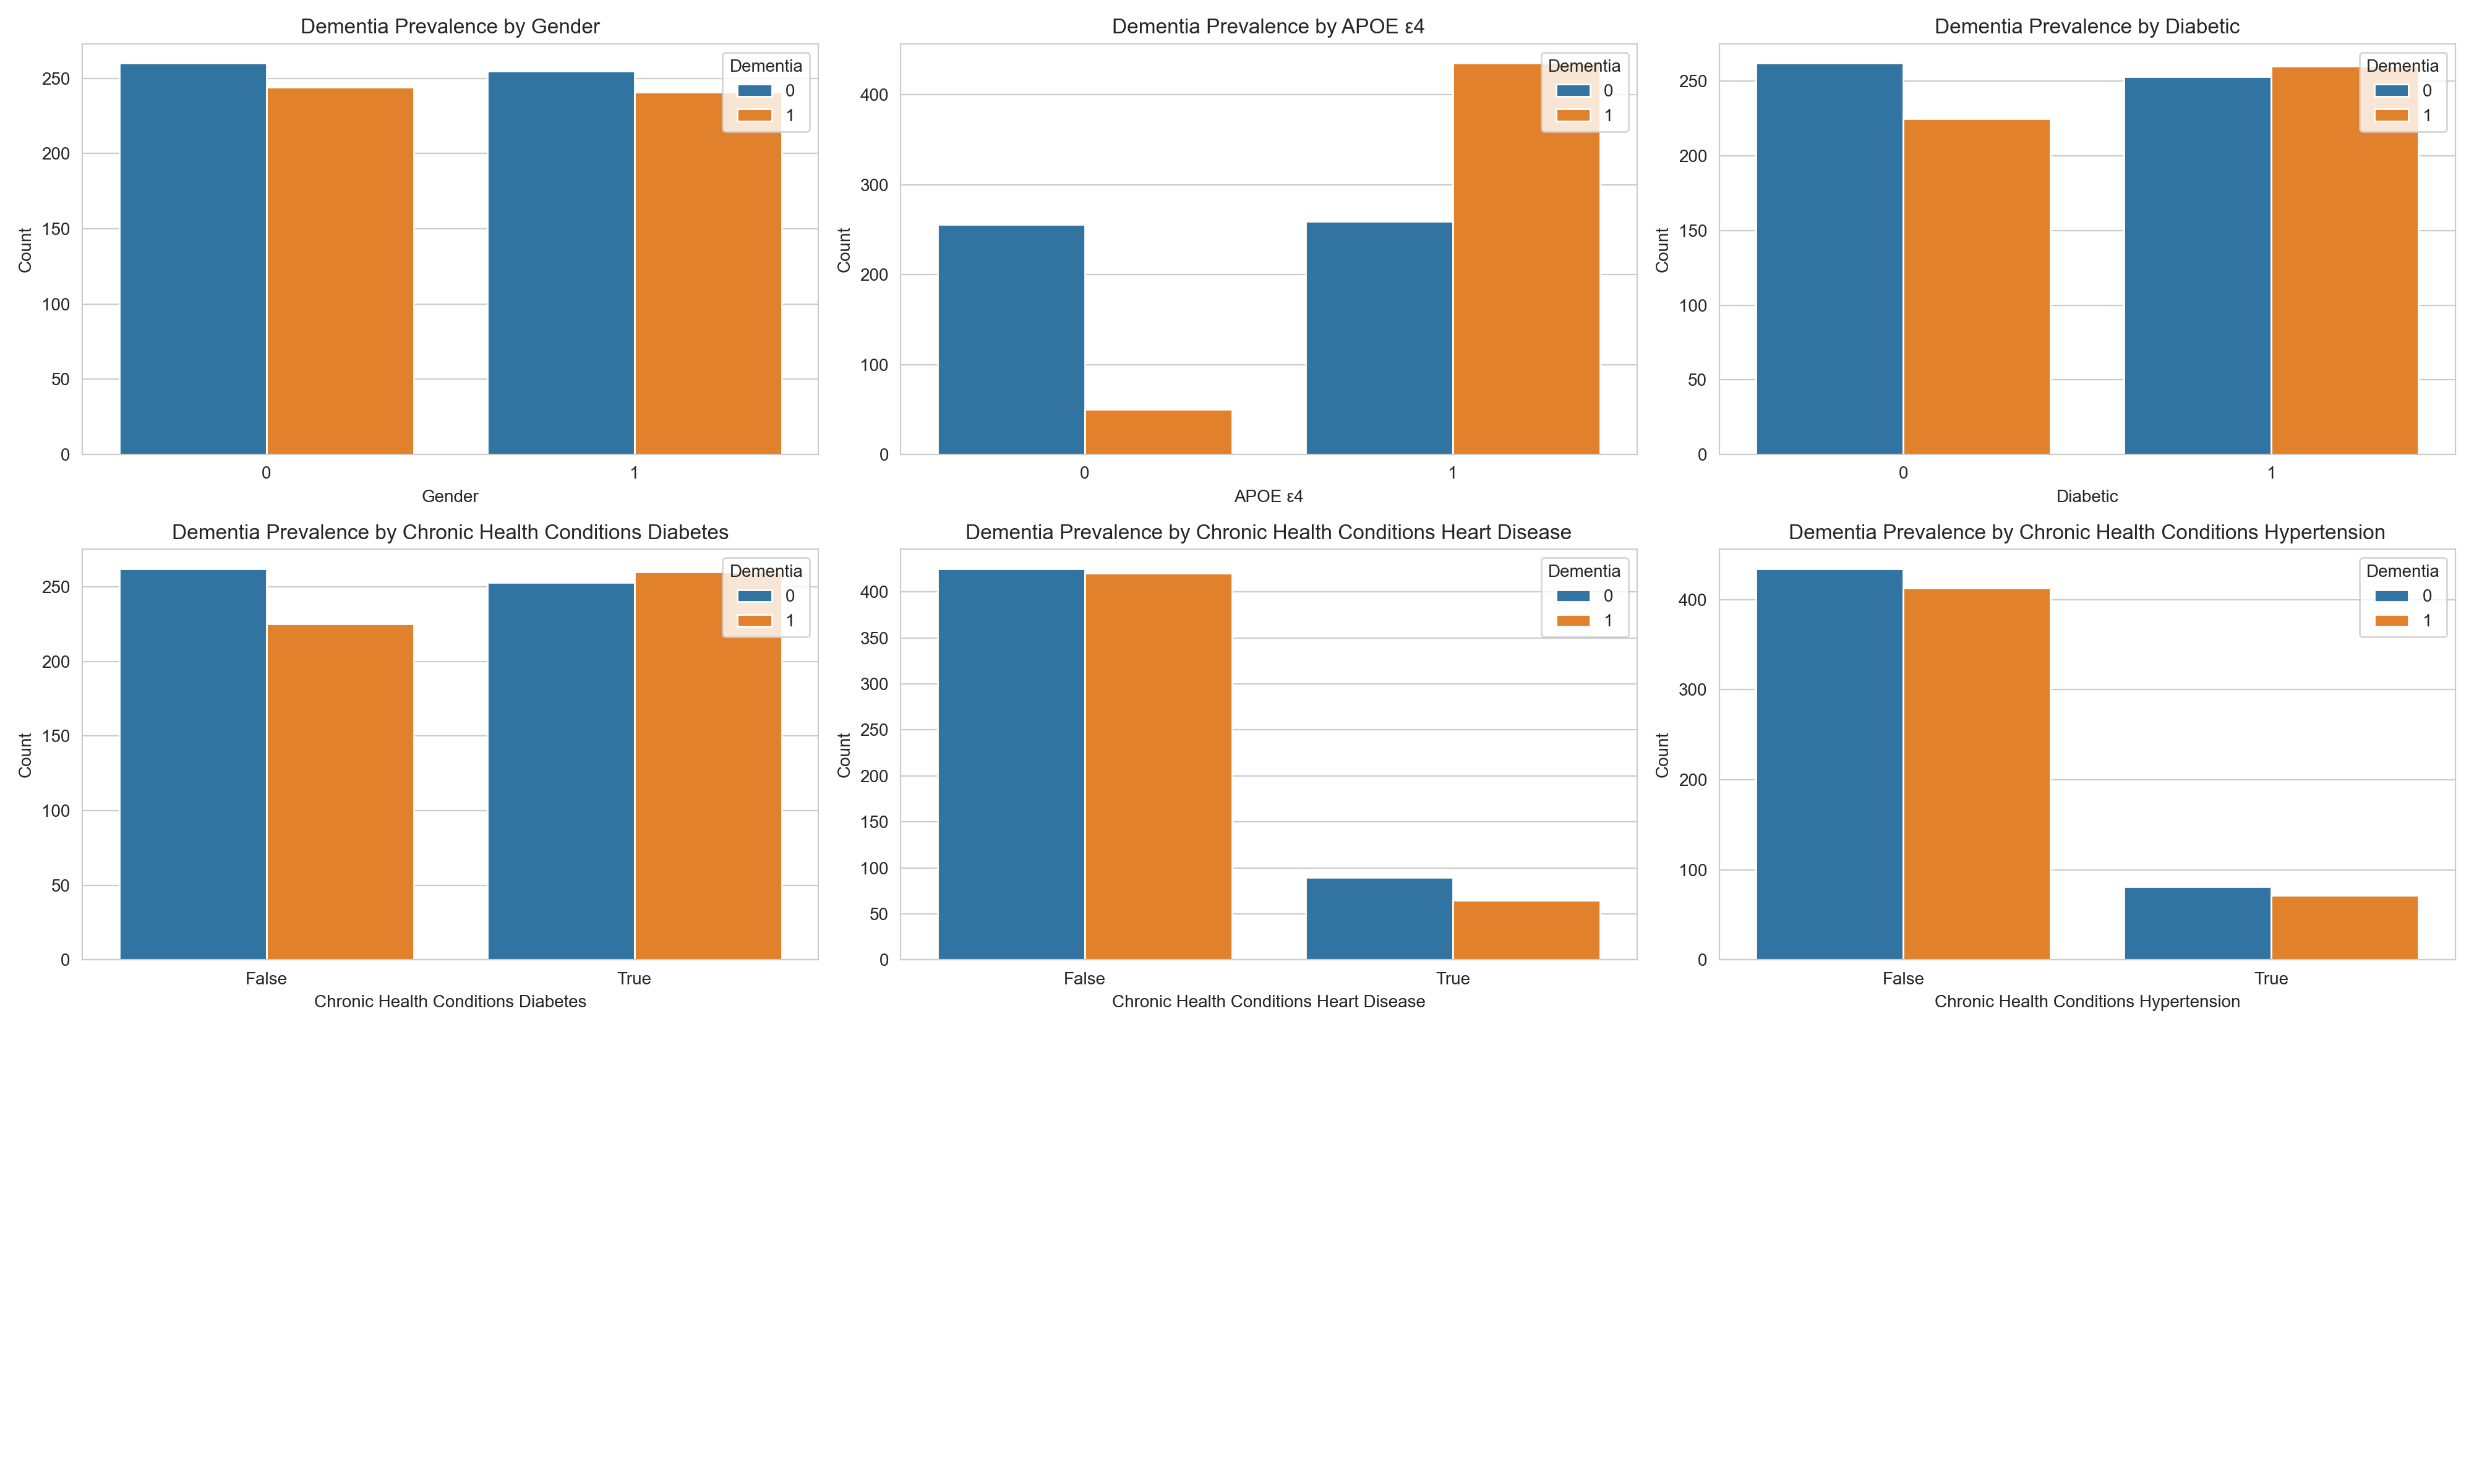 Dementia Prevalence by Gender
Dementia
0
1
250
200
150
100
50
0
Count
0
1
Gender
Dementia Prevalence by APOE ε4
Dementia
0
1
400
300
200
100
0
Count
0
1
APOE ε4
Dementia Prevalence by Diabetic
Dementia
0
1
250
200
150
100
50
0
Count
0
1
Diabetic
Dementia Prevalence by Chronic Health Conditions Diabetes
Dementia
0
1
250
200
150
100
50
0
Count
False
True
Chronic Health Conditions Diabetes
Dementia Prevalence by Chronic Health Conditions Heart Disease
Dementia
0
1
400
350
300
250
200
150
100
50
0
Count
False
True
Chronic Health Conditions Heart Disease
Dementia Prevalence by Chronic Health Conditions Hypertension
Dementia
0
1
400
300
200
100
0
Count
False
True
Chronic Health Conditions Hypertension